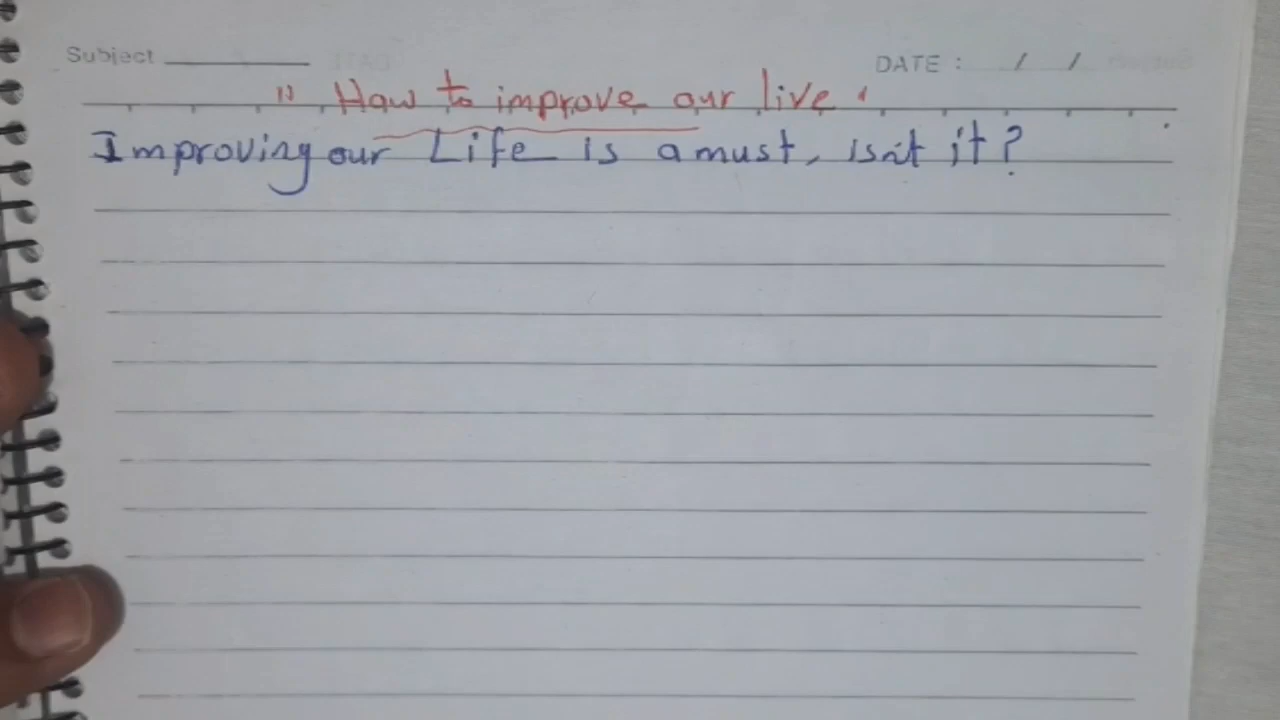 Subject
DATE : / /
" How to improve our live "
Improving our Life is a must, isn't it?